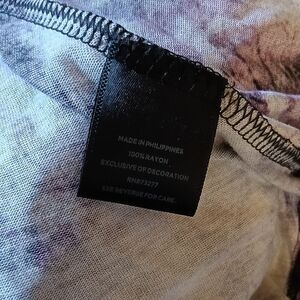 MADE IN PHILIPPINES
100% RAYON
EXCLUSIVE OF DECORATION
RN#73277
SEE REVERSE FOR CARE.